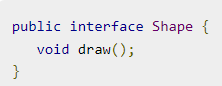 public interface Shape {
   void draw();
}